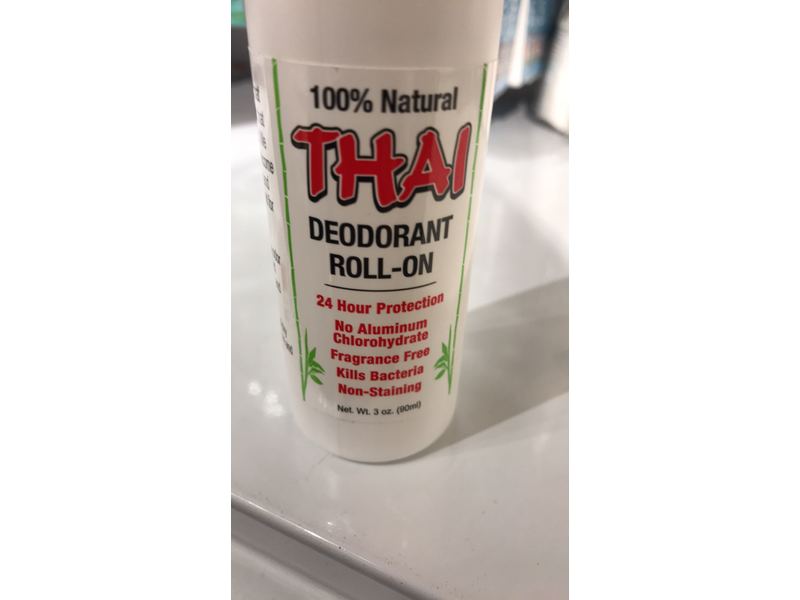 100% Natural
THAI
DEODORANT
ROLL-ON
24 Hour Protection
No Aluminum
Chlorohydrate
Fragrance Free
Kills Bacteria
Non-Staining
Net. Wt. 3 oz. (90ml)